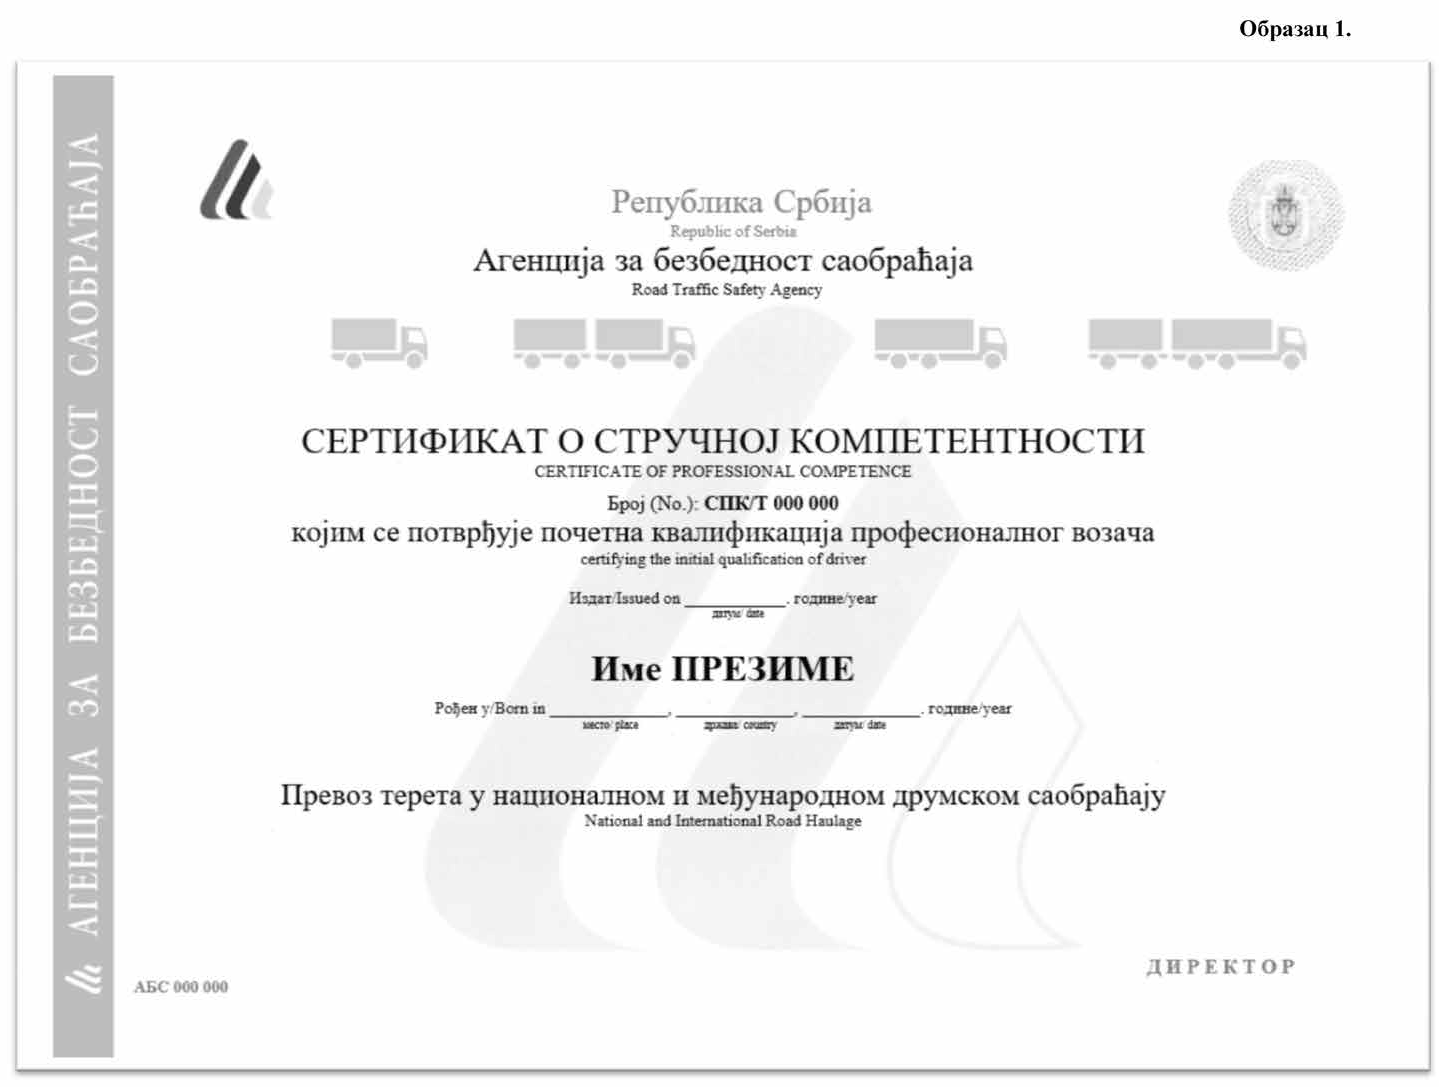 Образац 1.
АГЕНЦИЈА ЗА БЕЗБЕДНОСТ САОБРАЋАЈА
Република Србија
Republic of Serbia
Агенција за безбедност саобраћаја
Road Traffic Safety Agency
СЕРТИФИКАТ О СТРУЧНОЈ КОМПЕТЕНТНОСТИ
CERTIFICATE OF PROFESSIONAL COMPETENCE
Број (No.): СПК/Т 000 000
којим се потврђује почетна квалификација професионалног возача
certifying the initial qualification of driver
Издат/Issued on ____________. године/year
датум/ date
Име ПРЕЗИМЕ
Рођен у/Born in ______________, ______________, ______________. године/year
место/ place држава/ country датум/ date
Превоз терета у националном и међународном друмском саобраћају
National and International Road Haulage
ДИРЕКТОР
АБС 000 000